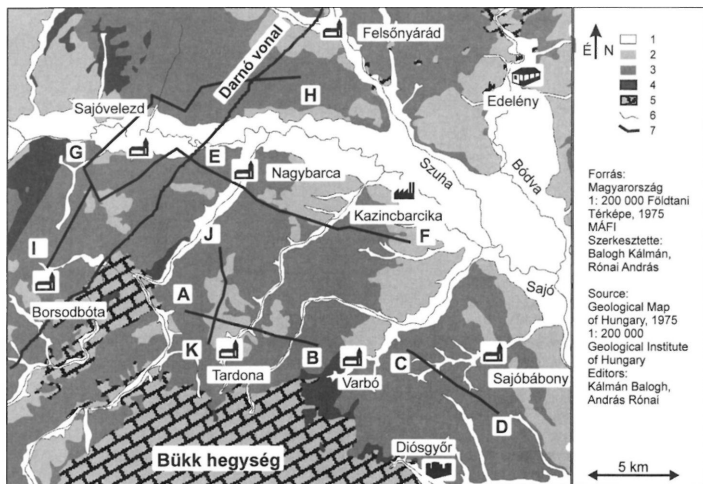 Felsőnyárád
Darnó vonal
Edelény
Sajóvelezd
H
G
E
Nagybarca
Szuha
Bódva
Kazincbarcika
F
I
J
Sajó
Borsodbóta
A
K
Tardona
B
Varbó
C
Sajóbábony
D
Diósgyőr
Bükk hegység
É
N
1
2
3
4
5
6
7
Forrás:
Magyarország
1: 200 000 Földtani
Térképe, 1975
MÁFI
Szerkesztette:
Balogh Kálmán,
Rónai András
Source:
Geological Map
of Hungary, 1975
1: 200 000
Geological Institute
of Hungary
Editors:
Kálmán Balogh,
András Rónai
5 km